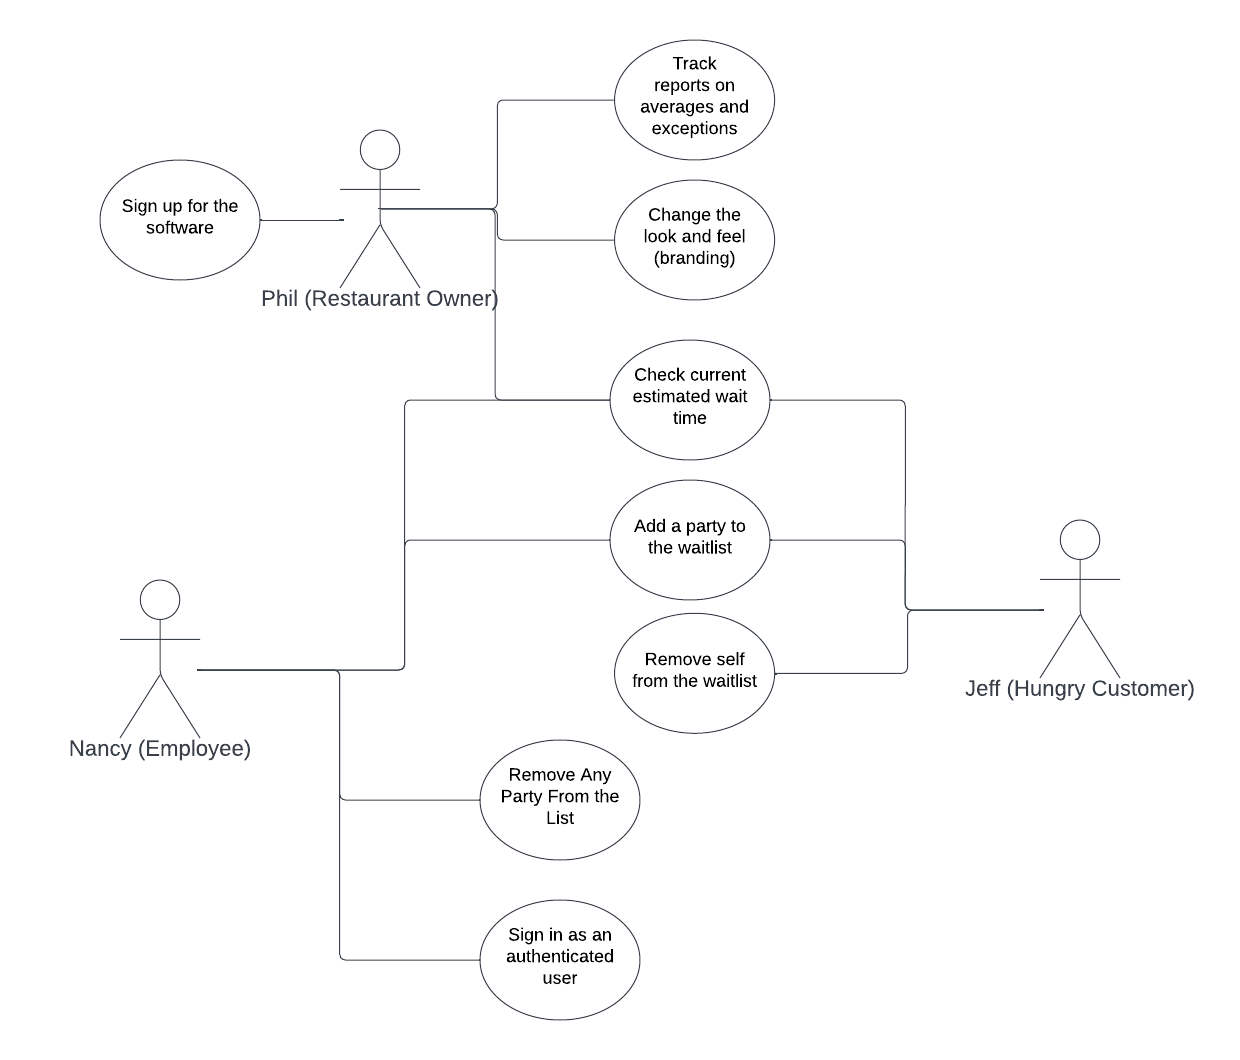 Track
reports on
averages and
exceptions
Sign up for the
software
Change the
look and feel
(branding)
Phil (Restaurant Owner)
Check current
estimated wait
time
Add a party to
the waitlist
Remove self
from the waitlist
Jeff (Hungry Customer)
Nancy (Employee)
Remove Any
Party From the
List
Sign in as an
authenticated
user